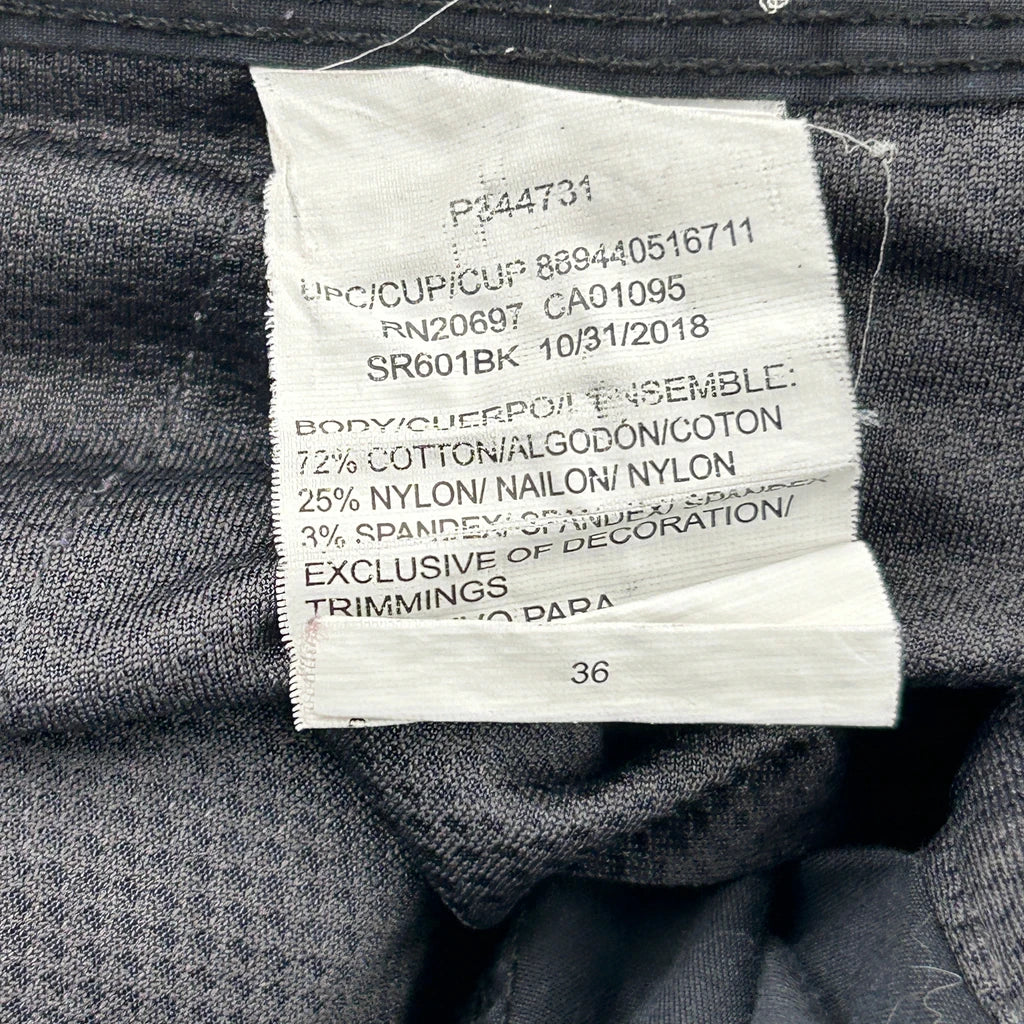 P344731
UPC/CUP/CUP 889440516711
RN20697 CA01095
SR601BK 10/31/2018
BODY/CUERPO/L'ENSEMBLE:
72% COTTON/ALGODÓN/COTON
25% NYLON/ NAILON/ NYLON
3% SPANDEX/ SPANDEX/ SPANDEX
EXCLUSIVE OF DECORATION/
TRIMMINGS
PARA
36